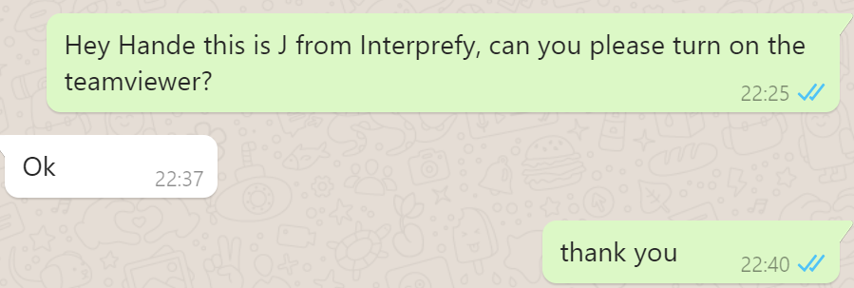 Hey Hande this is J from Interprefy, can you please turn on the
teamviewer?
22:25
Ok
22:37
thank you
22:40